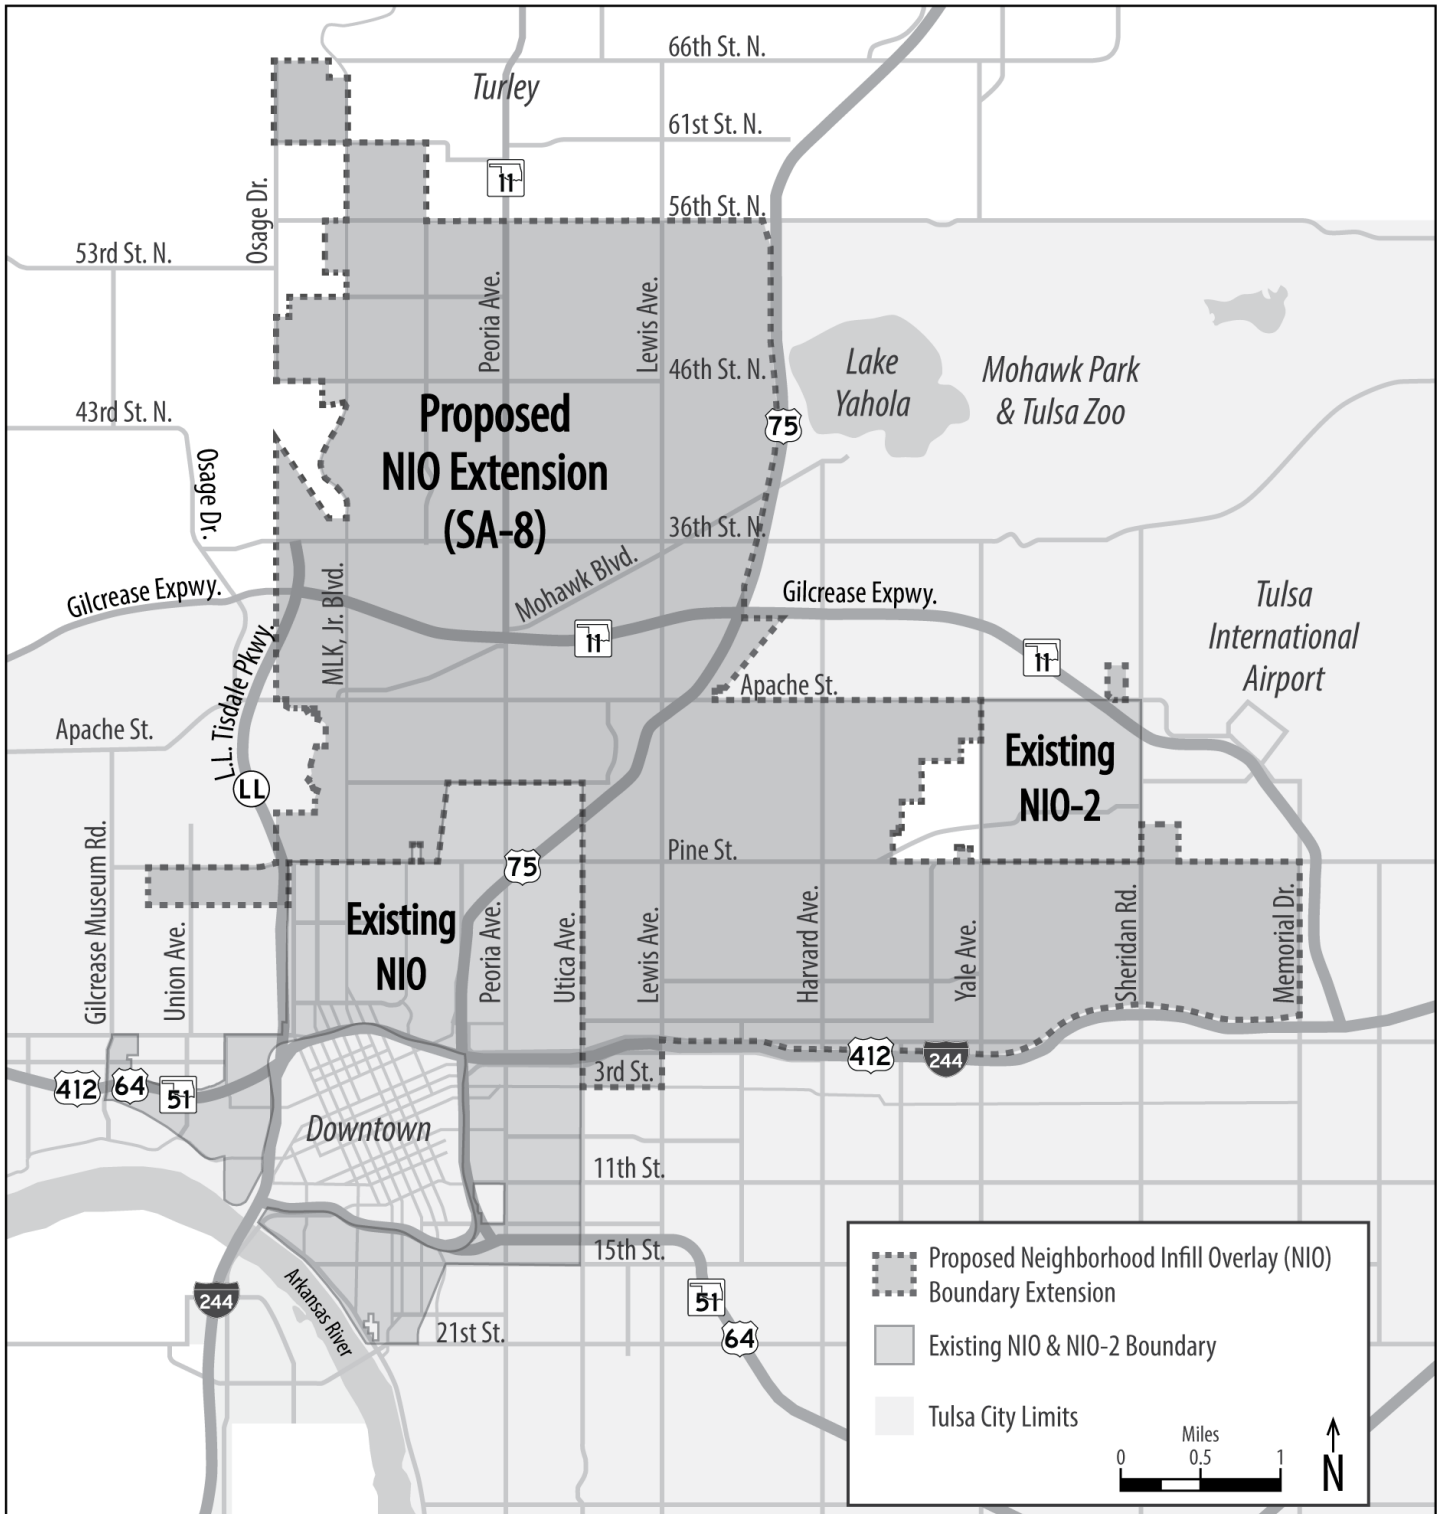 66th St. N.
Turley
61st St. N.
11
Osage Dr.
56th St. N.
53rd St. N.
Peoria Ave.
Lewis Ave.
46th St. N.
Lake
Yahola
Mohawk Park
& Tulsa Zoo
43rd St. N.
Proposed
NIO Extension
(SA-8)
75
Osage Dr.
36th St. N.
Mohawk Blvd.
Gilcrease Expwy.
MLK, Jr. Blvd.
11
Gilcrease Expwy.
11
Tulsa
International
Airport
L.L. Tisdale Pkwy.
Apache St.
Apache St.
LL
Existing
NIO-2
Gilcrease Museum Rd.
Union Ave.
75
Pine St.
Existing
NIO
Peoria Ave.
Utica Ave.
Lewis Ave.
Harvard Ave.
Yale Ave.
Sheridan Rd.
Memorial Dr.
412
64
51
3rd St.
412
244
Downtown
11th St.
15th St.
244
Arkansas River
21st St.
51
64
Proposed Neighborhood Infill Overlay (NIO)
Boundary Extension
Existing NIO & NIO-2 Boundary
Tulsa City Limits
Miles
0 0.5 1
N